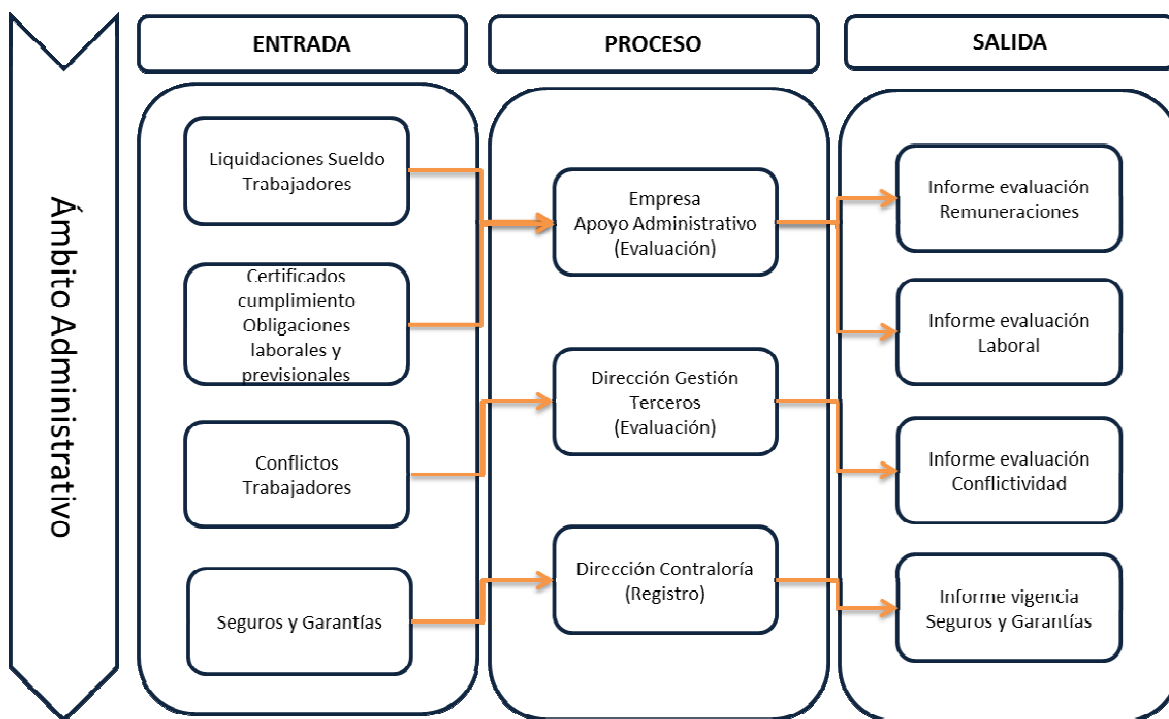 ENTRADA
PROCESO
SALIDA
Ámbito Administrativo
Liquidaciones Sueldo
Trabajadores
Certificados
cumplimiento
Obligaciones
laborales y
previsionales
Conflictos
Trabajadores
Seguros y Garantías
Empresa
Apoyo Administrativo
(Evaluación)
Dirección Gestión
Terceros
(Evaluación)
Dirección Contraloría
(Registro)
Informe evaluación
Remuneraciones
Informe evaluación
Laboral
Informe evaluación
Conflictividad
Informe vigencia
Seguros y Garantías